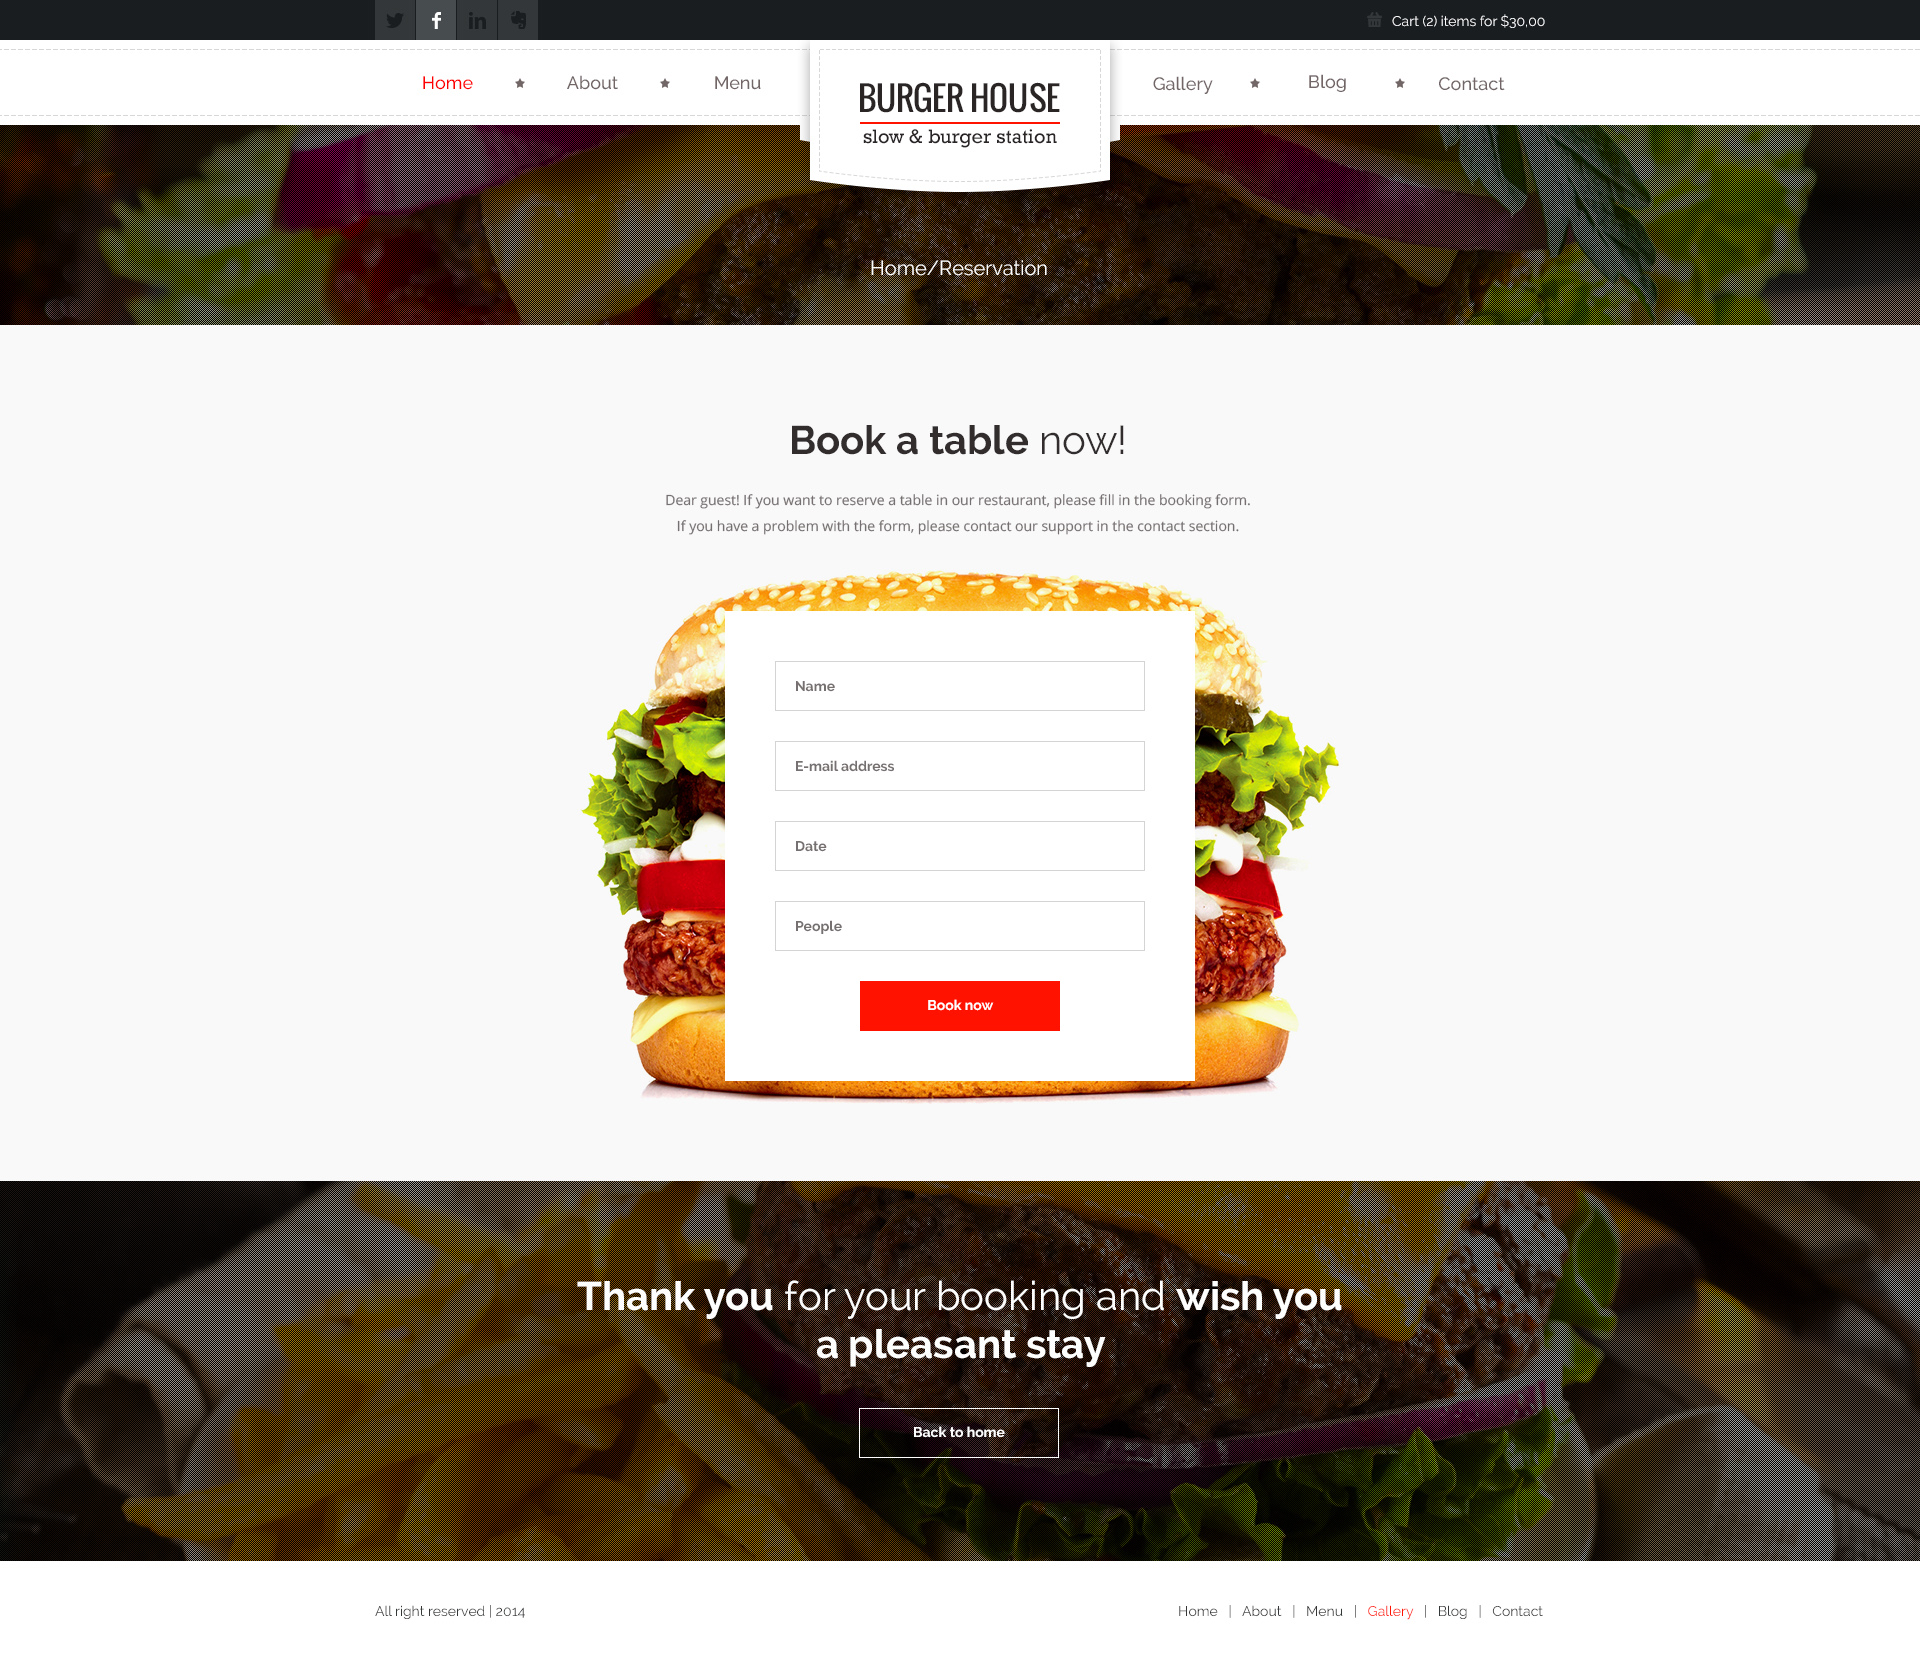 Cart (2) items for $30,00
Home
About
Menu
BURGER HOUSE
slow & burger station
Gallery
Blog
Contact
Home/Reservation
Book a table now!
Dear guest! If you want to reserve a table in our restaurant, please fill in the booking form.
If you have a problem with the form, please contact our support in the contact section.
Name
E-mail address
Date
People
Book now
Thank you for your booking and wish you
a pleasant stay
Back to home
All right reserved | 2014
Home | About | Menu | Gallery | Blog | Contact